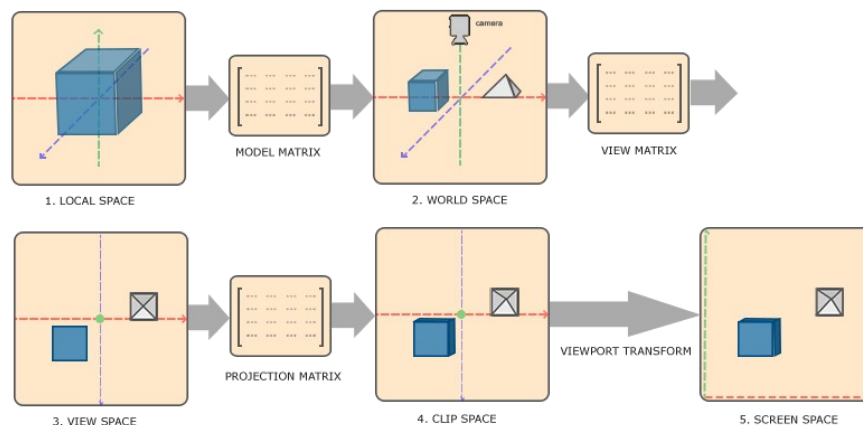 camera
MODEL MATRIX
VIEW MATRIX
1. LOCAL SPACE
2. WORLD SPACE
PROJECTION MATRIX
VIEWPORT TRANSFORM
3. VIEW SPACE
4. CLIP SPACE
5. SCREEN SPACE